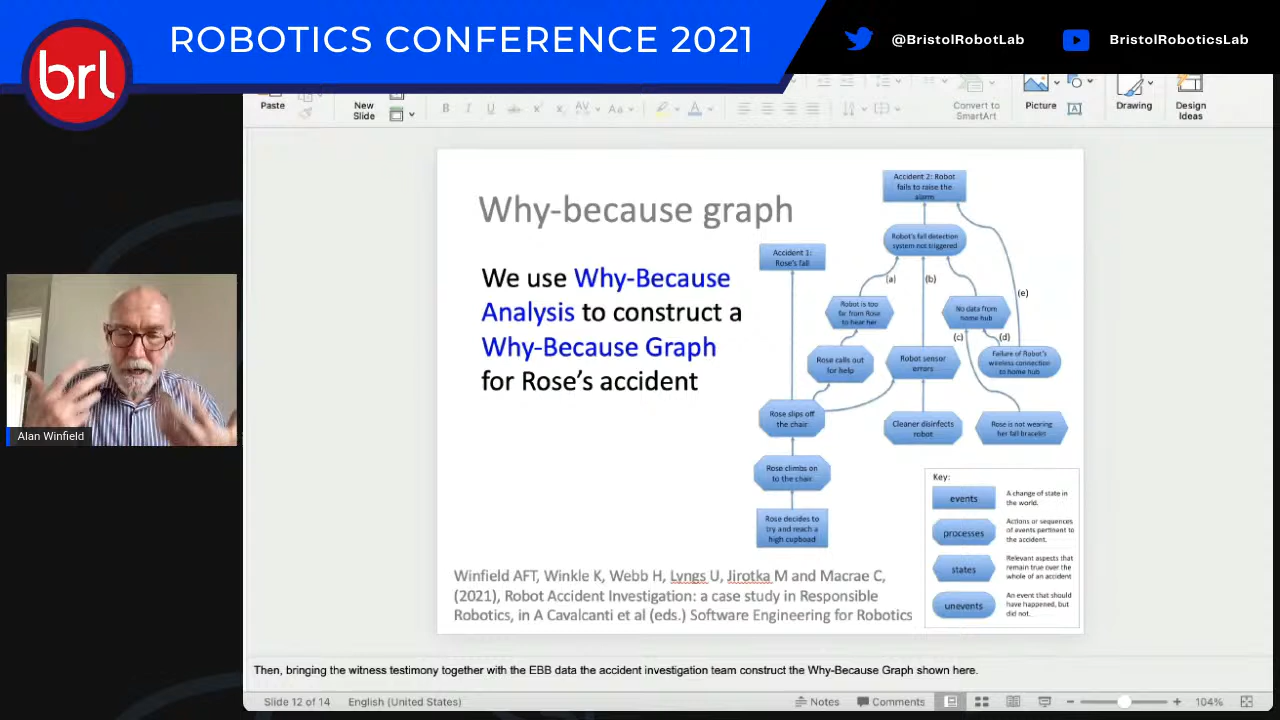 ROBOTICS CONFERENCE 2021
brl
@BristolRobotLab
BristolRoboticsLab
Paste
New
Slide
B
I
U
ab
x
x
AV
Aa
A
Convert to
SmartArt
Picture
A
Drawing
Design
Ideas
Why-because graph
We use Why-Because
Analysis to construct a
Why-Because Graph
for Rose's accident
Accident 2: Robot
fails to raise the
alarm
Robot's fall detection
system not triggered
Accident 1:
Rose's fall
(a)
(b)
(e)
Robot is too
far from Rose
to hear her
No data from
home hub
(c)
(d)
Rose calls out
for help
Robot sensor
errors
Failure of Robot's
wireless connection
to home hub
Rose slips off
the chair
Cleaner disinfects
robot
Rose is not wearing
her fall bracelet
Rose climbs on
to the chair
Rose decides to
try and reach a
high cupboard
Key:
events
A change of state in
the world.
processes
Actions or sequences
of events pertinent to
the accident.
states
Relevant aspects that
remain true over the
whole of an accident
unevents
An event that should
have happened, but
did not...
Winfield AFT, Winkle K, Webb H, Lyngs U, Jirotka M and Macrae C,
(2021), Robot Accident Investigation: a case study in Responsible
Robotics, in A Cavalcanti et al (eds.) Software Engineering for Robotics
Alan Winfield
Then, bringing the witness testimony together with the EBB data the accident investigation team construct the Why-Because Graph shown here.
Slide 12 of 14
English (United States)
Notes
Comments
104%